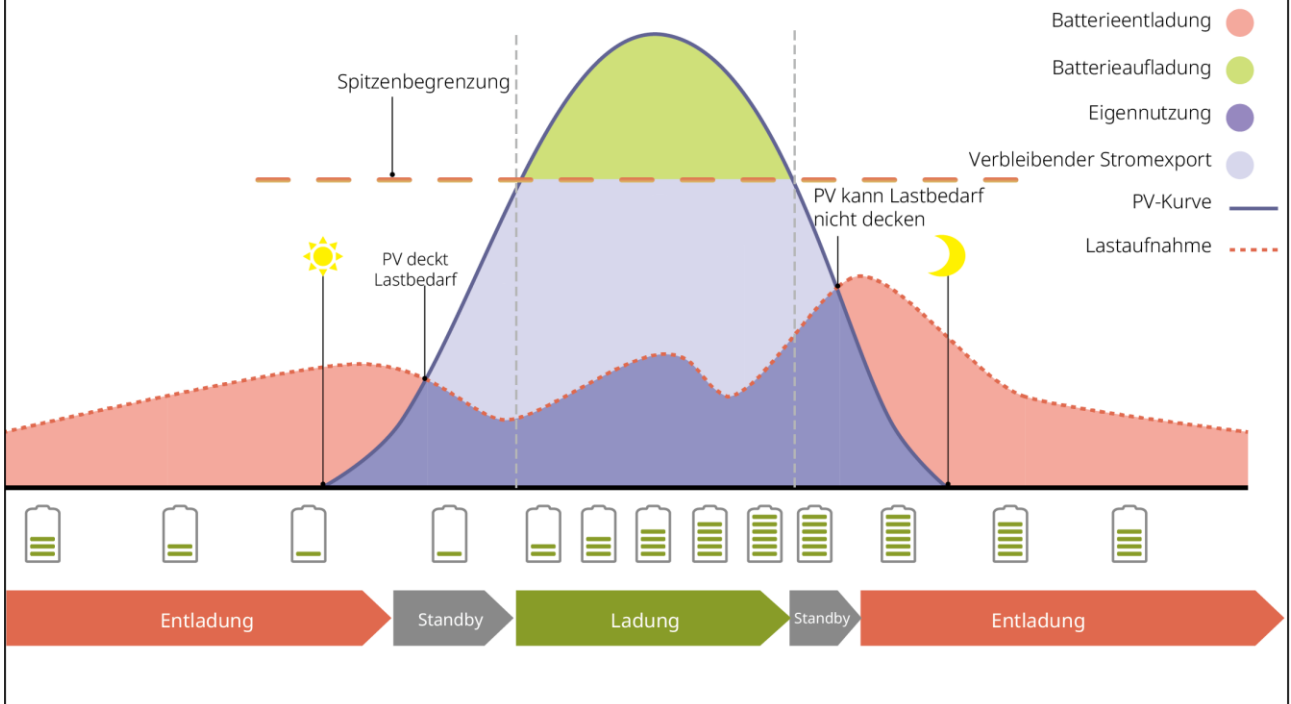 Batterieentladung
Batterieaufladung
Spitzenbegrenzung
Eigennutzung
Verbleibender Stromexport
PV kann Lastbedarf
nicht decken
PV-Kurve
PV deckt
Lastbedarf
Lastaufnahme
Entladung
Standby
Ladung
Standby
Entladung